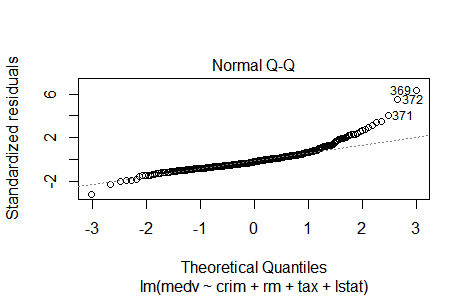 Normal Q-Q
Standardized residuals
6
2
-2
369
372
371
-3 -2 -1 0 1 2 3
Theoretical Quantiles
lm(medv ~ crim + rm + tax + lstat)